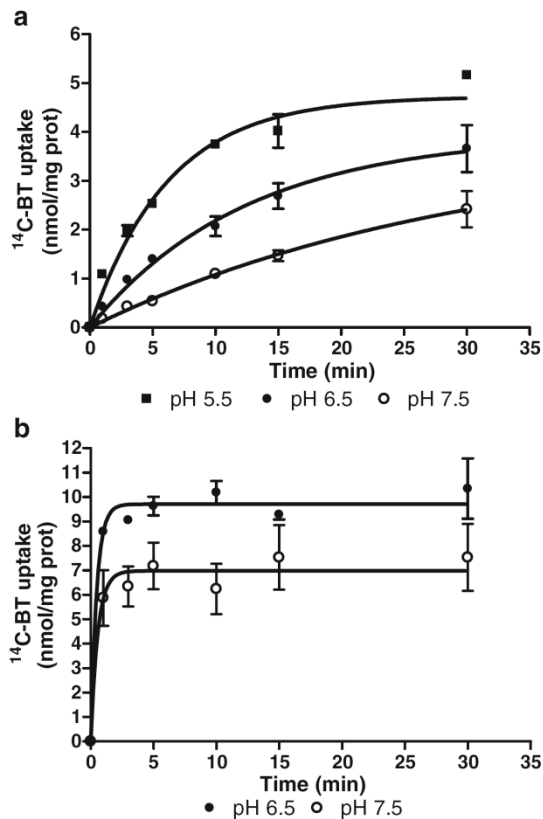 a
¹⁴C-BT uptake
(nmol/mg prot)
6
5
4
3
2
1
0
0 5 10 15 20 25 30 35
Time (min)
■ pH 5.5 ● pH 6.5 ○ pH 7.5
b
¹⁴C-BT uptake
(nmol/mg prot)
12
11
10
9
8
7
6
5
4
3
2
1
0
0 5 10 15 20 25 30 35
Time (min)
● pH 6.5 ○ pH 7.5